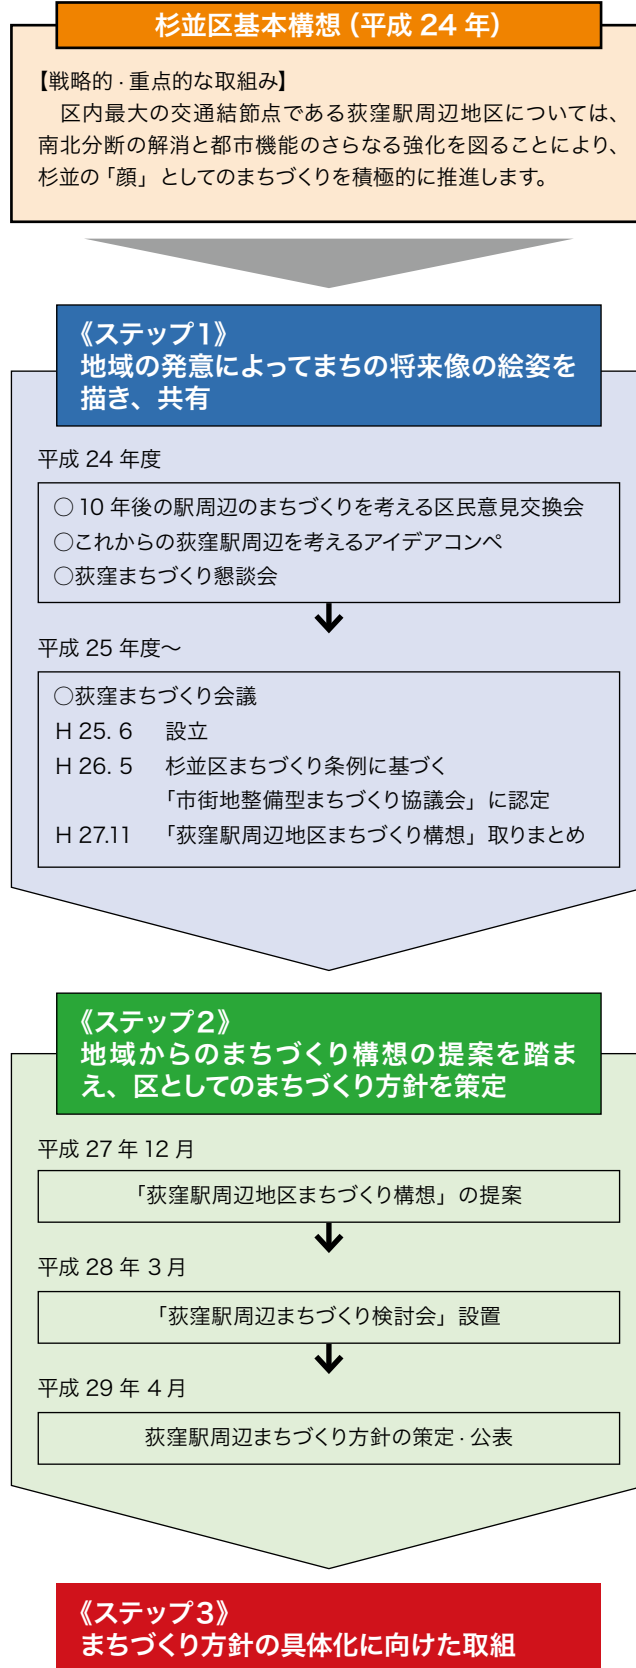 杉並区基本構想（平成 24 年）
【戦略的・重点的な取組み】
　区内最大の交通結節点である荻窪駅周辺地区については、
南北分断の解消と都市機能のさらなる強化を図ることにより、
杉並の「顔」としてのまちづくりを積極的に推進します。
《ステップ1》
地域の発意によってまちの将来像の絵姿を
描き、共有
平成 24 年度
○ 10 年後の駅周辺のまちづくりを考える区民意見交換会
○これからの荻窪駅周辺を考えるアイデアコンペ
○荻窪まちづくり懇談会
平成 25 年度～
○荻窪まちづくり会議
H 25. 6　設立
H 26. 5　杉並区まちづくり条例に基づく
「市街地整備型まちづくり協議会」に認定
H 27.11　「荻窪駅周辺地区まちづくり構想」取りまとめ
《ステップ2》
地域からのまちづくり構想の提案を踏ま
え、区としてのまちづくり方針を策定
平成 27 年 12 月
「荻窪駅周辺地区まちづくり構想」の提案
平成 28 年 3 月
「荻窪駅周辺まちづくり検討会」設置
平成 29 年 4 月
荻窪駅周辺まちづくり方針の策定・公表
《ステップ3》
まちづくり方針の具体化に向けた取組